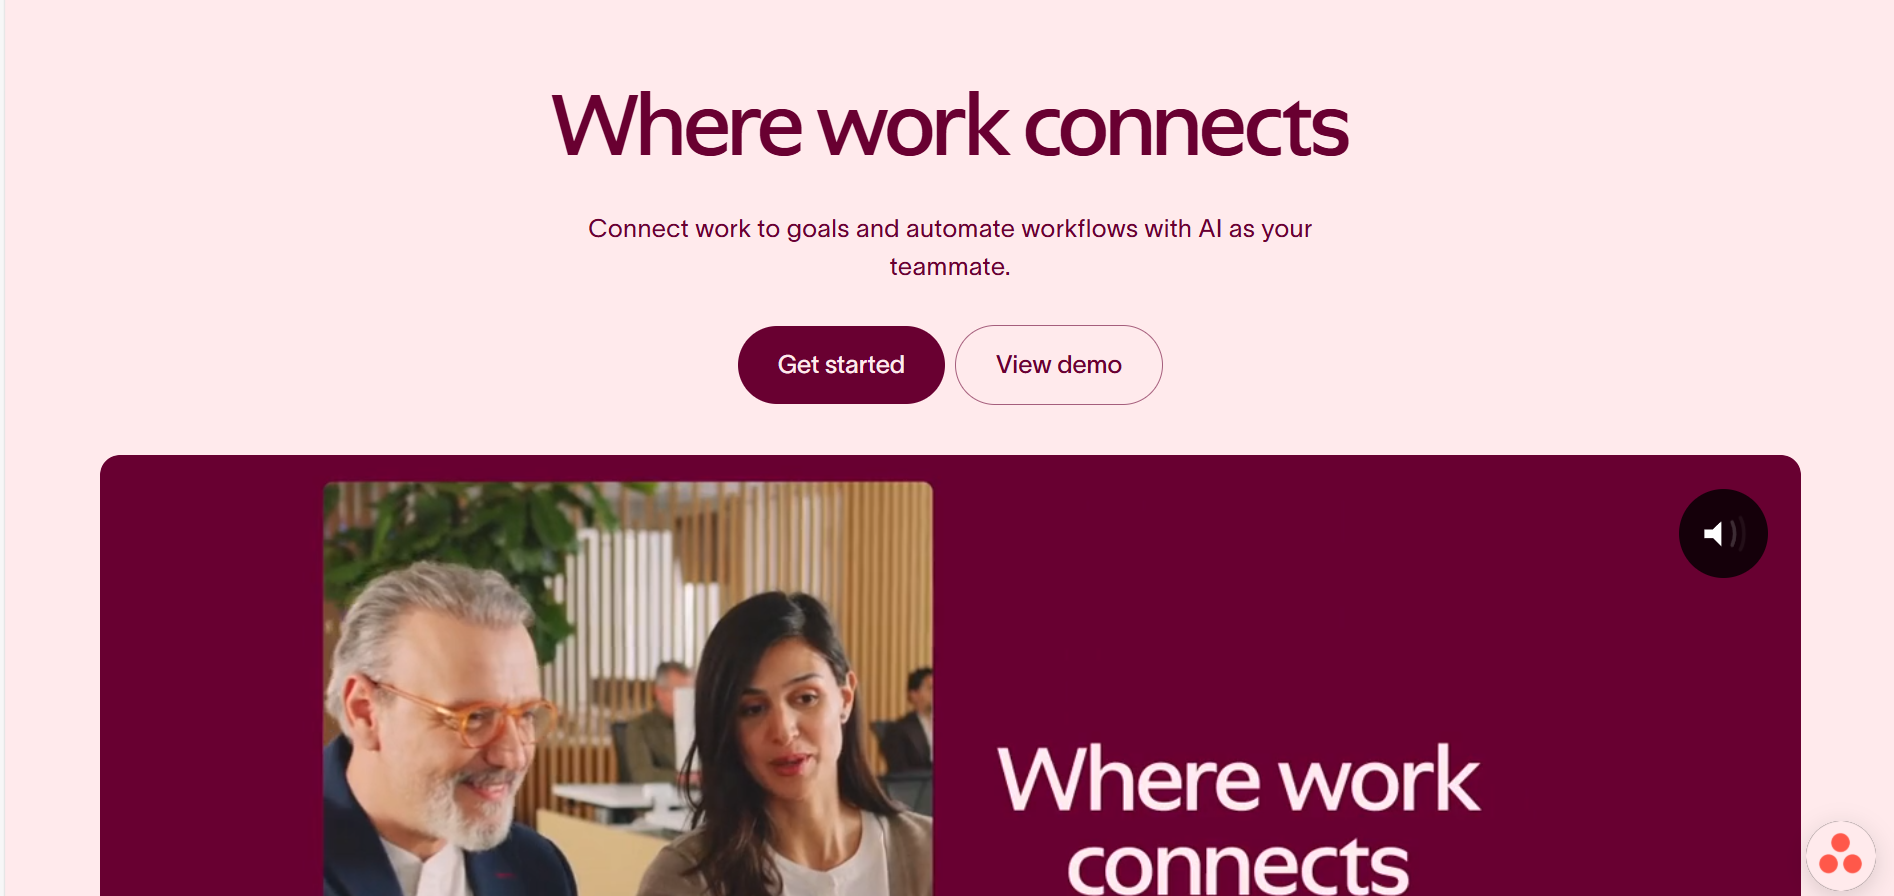 Where work connects
Connect work to goals and automate workflows with AI as your
teammate.
Get started
View demo
Where work
connects